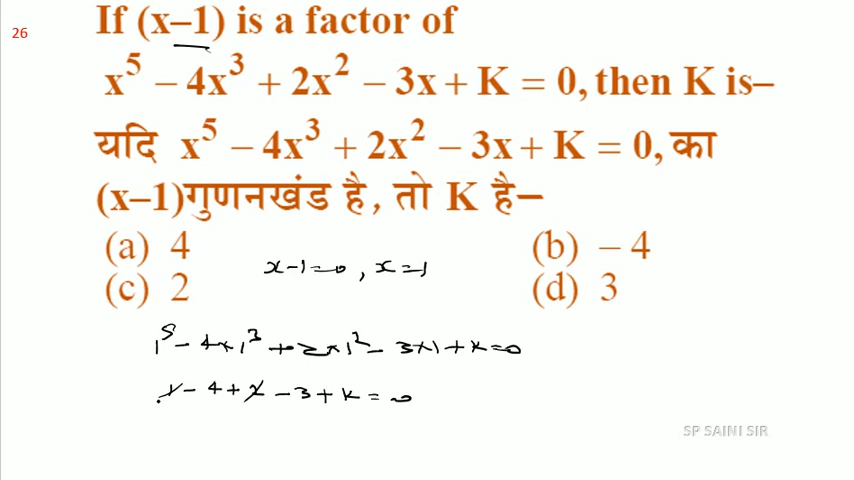 26
If (x–1) is a factor of
x⁵ − 4x³ + 2x² − 3x + K = 0, then K is–
यदि x⁵ − 4x³ + 2x² − 3x + K = 0, का
(x–1)गुणनखंड है, तो K है–
(a) 4 (b) – 4
x-1=0, x=1
(c) 2 (d) 3
1⁵ - 4×1³ + 2×1² - 3×1 + K = 0
1 - 4 + 2 - 3 + K = 0
SP SAINI SIR